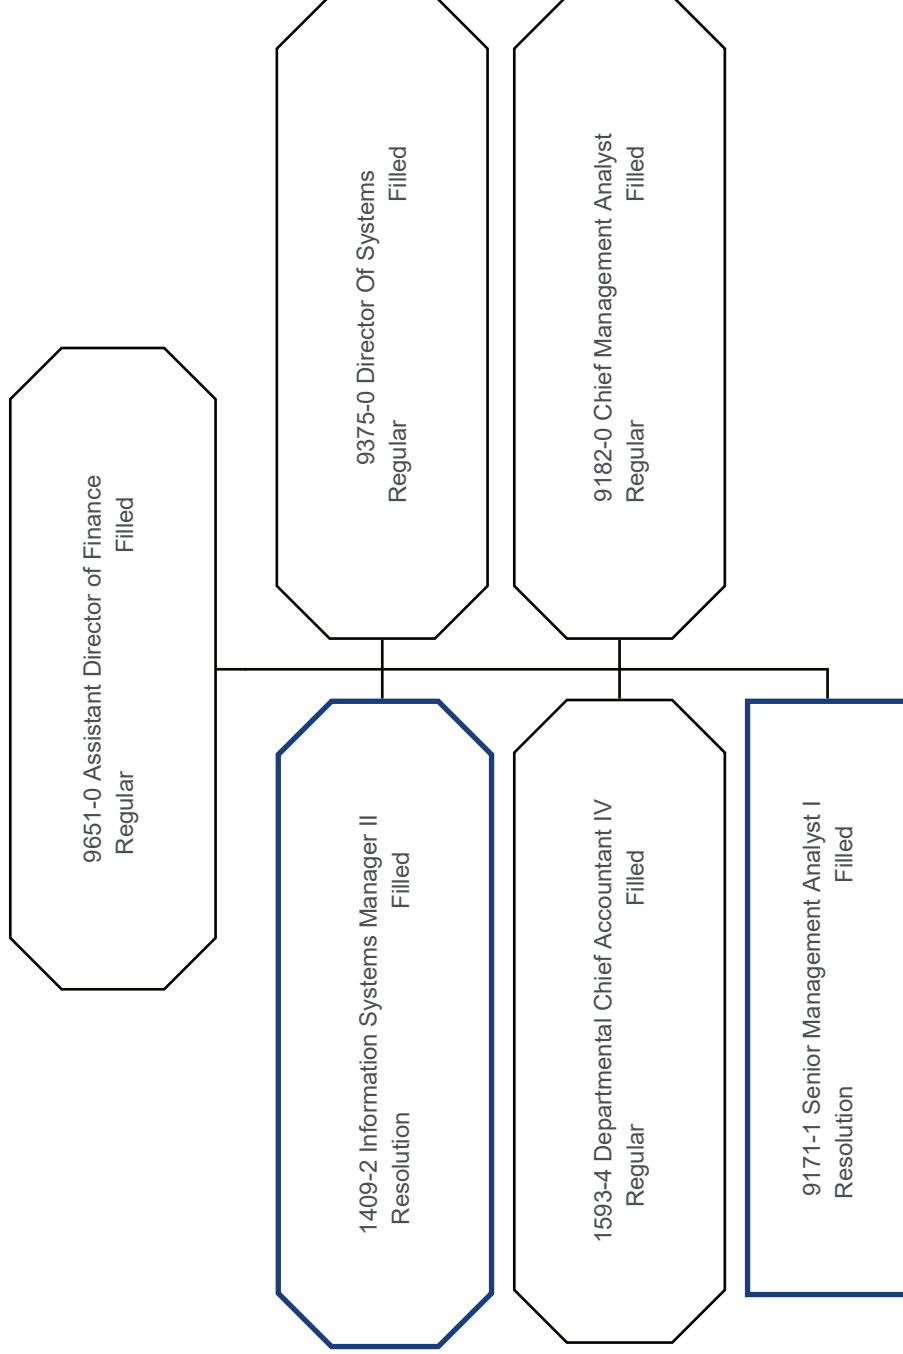 9651-0 Assistant Director of Finance
Regular Filled
1409-2 Information Systems Manager II
Resolution Filled
9375-0 Director Of Systems
Regular Filled
1593-4 Departmental Chief Accountant IV
Regular Filled
9182-0 Chief Management Analyst
Regular Filled
9171-1 Senior Management Analyst I
Resolution Filled